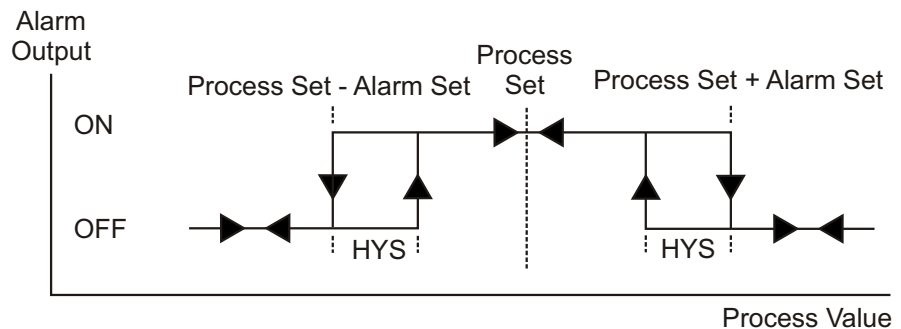 Alarm
Output
Process
Set
Process Set - Alarm Set
Process Set + Alarm Set
ON
OFF
HYS
HYS
Process Value